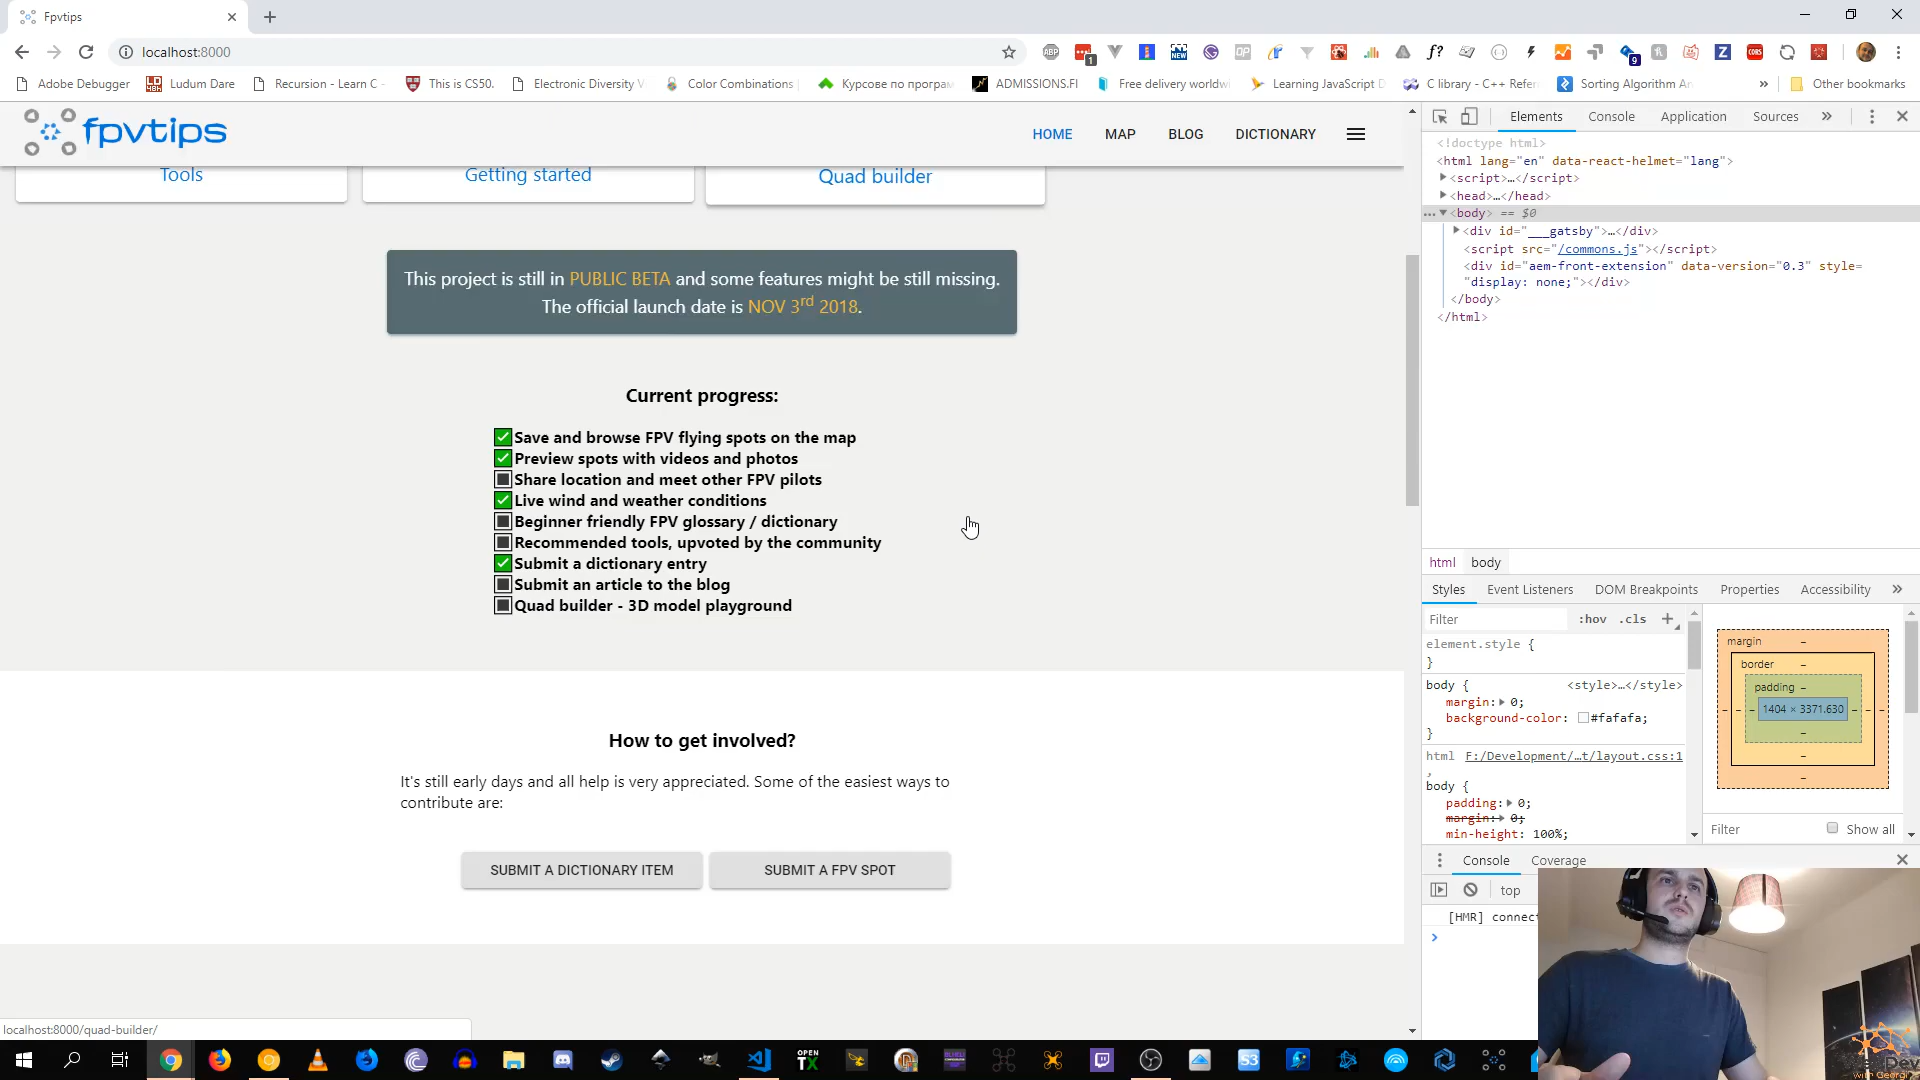 Fpvtips
localhost:8000
Adobe Debugger
Ludum Dare
Recursion - Learn C
This is CS50.
Electronic Diversity V
Color Combinations
Курсове по програм
ADMISSIONS.FI
Free delivery worldwi
Learning JavaScript D
C library - C++ Refer
Sorting Algorithm An
»
Other bookmarks
fpvtips
HOME
MAP
BLOG
DICTIONARY
Tools
Getting started
Quad builder
This project is still in PUBLIC BETA and some features might be still missing.
The official launch date is NOV 3rd 2018.
Current progress:
Save and browse FPV flying spots on the map
Preview spots with videos and photos
Share location and meet other FPV pilots
Live wind and weather conditions
Beginner friendly FPV glossary / dictionary
Recommended tools, upvoted by the community
Submit a dictionary entry
Submit an article to the blog
Quad builder - 3D model playground
How to get involved?
It's still early days and all help is very appreciated. Some of the easiest ways to
contribute are:
SUBMIT A DICTIONARY ITEM
SUBMIT A FPV SPOT
localhost:8000/quad-builder/
Elements
Console
Application
Sources
»
<!doctype html>
<html lang="en" data-react-helmet="lang">
<script>…</script>
<head>…</head>
<body> == $0
<div id="___gatsby">…</div>
<script src="/commons.js"></script>
<div id="aem-front-extension" data-version="0.3" style=
"display: none;"></div>
</body>
</html>
html
body
Styles
Event Listeners
DOM Breakpoints
Properties
Accessibility
»
Filter
:hov
.cls
+
element.style {
}
body {
<style>…</style>
margin: 0;
background-color: #fafafa;
}
html
F:/Development/…t/layout.css:1
,
body {
padding: 0;
margin: 0;
min-height: 100%;
margin
–
border
–
padding
–
1404 × 3371.630
Filter
Show all
Console
Coverage
top
[HMR] connect
Dev
with Georgi